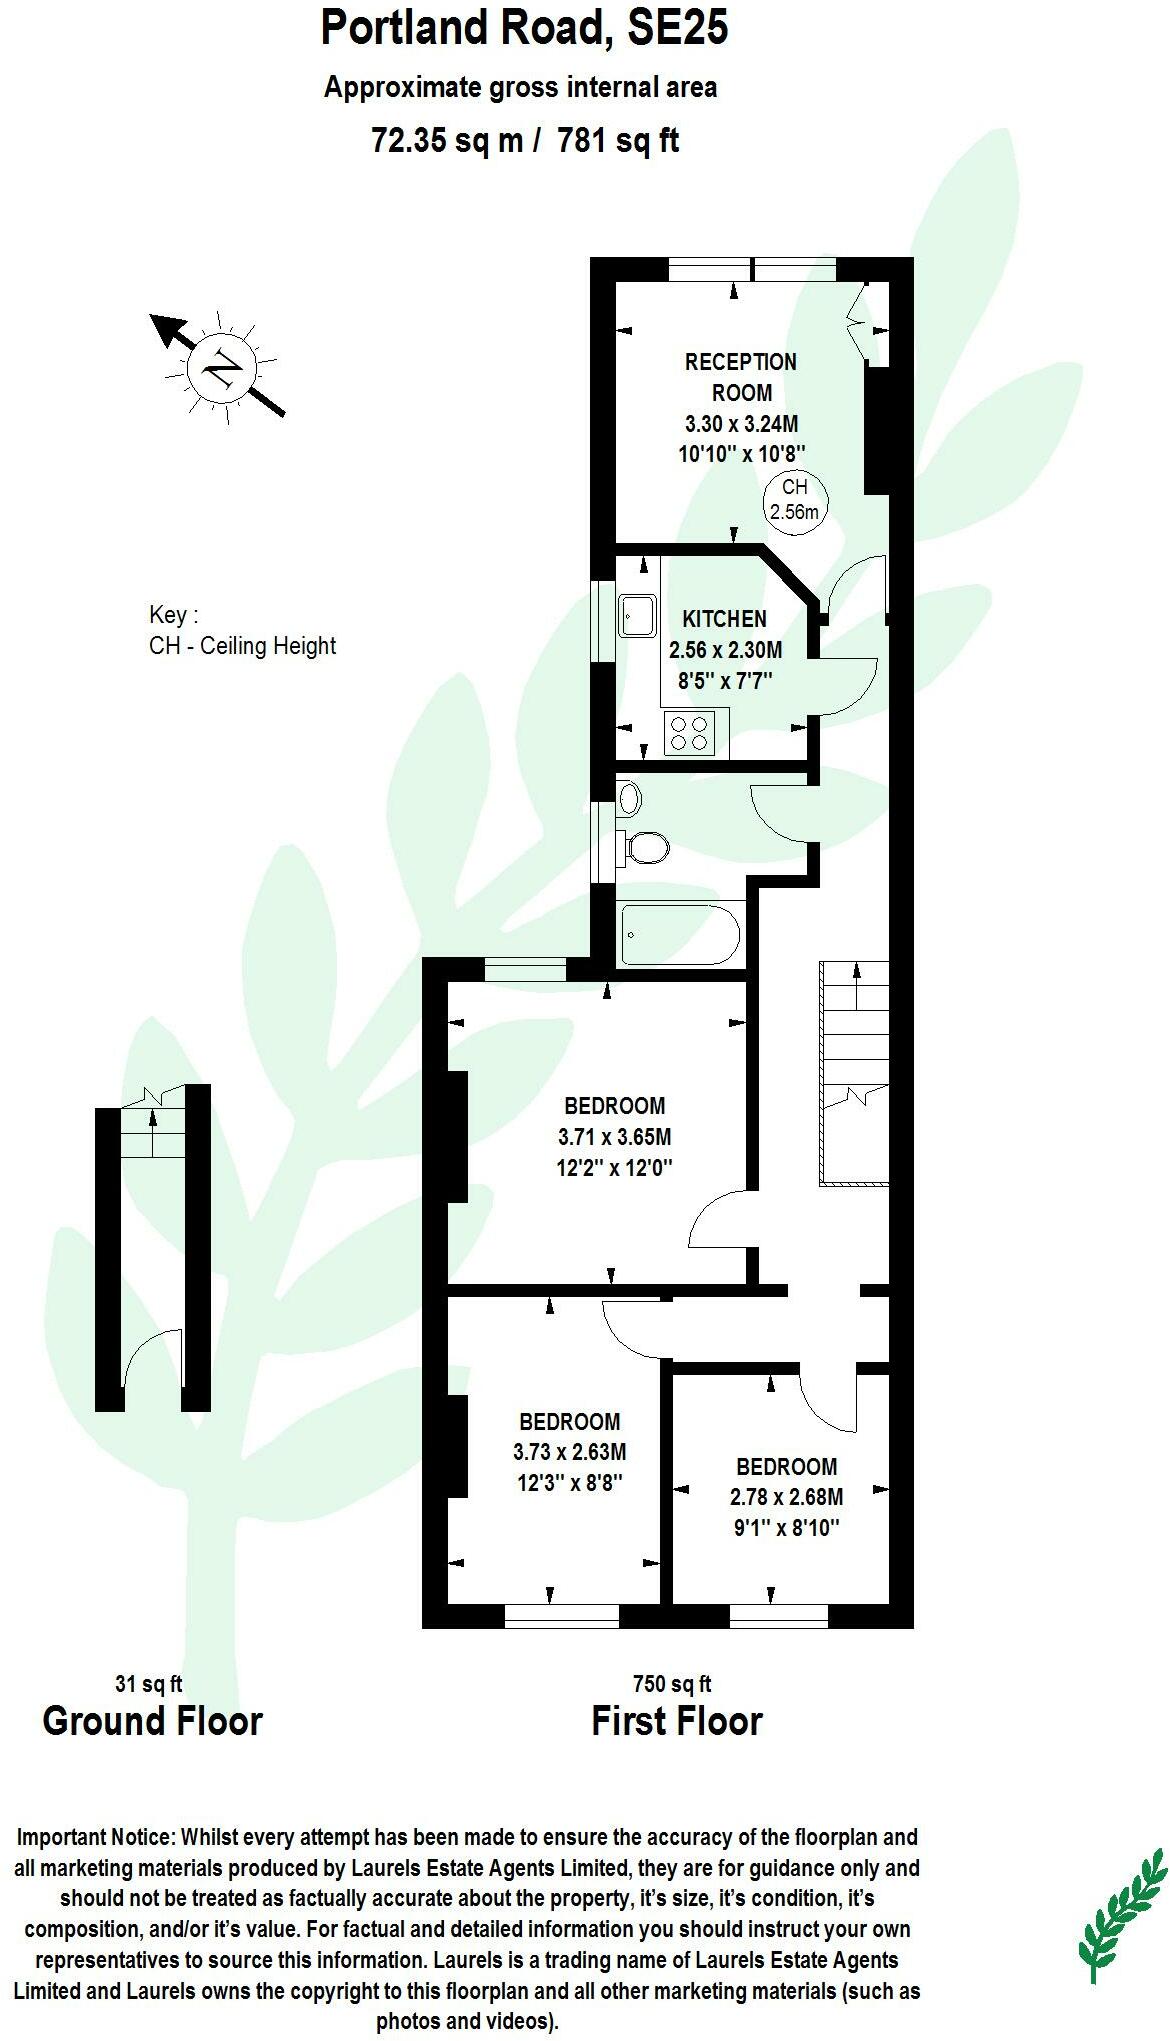 Portland Road, SE25
Approximate gross internal area
72.35 sq m / 781 sq ft
N
RECEPTION
ROOM
3.30 x 3.24M
10'10" x 10'8"
CH
2.56m
Key :
CH - Ceiling Height
KITCHEN
2.56 x 2.30M
8'5" x 7'7"
BEDROOM
3.71 x 3.65M
12'2" x 12'0"
BEDROOM
3.73 x 2.63M
12'3" x 8'8"
BEDROOM
2.78 x 2.68M
9'1" x 8'10"
31 sq ft
Ground Floor
750 sq ft
First Floor
Important Notice: Whilst every attempt has been made to ensure the accuracy of the floorplan and
all marketing materials produced by Laurels Estate Agents Limited, they are for guidance only and
should not be treated as factually accurate about the property, it's size, it's condition, it's
composition, and/or it's value. For factual and detailed information you should instruct your own
representatives to source this information. Laurels is a trading name of Laurels Estate Agents
Limited and Laurels owns the copyright to this floorplan and all other marketing materials (such as
photos and videos).